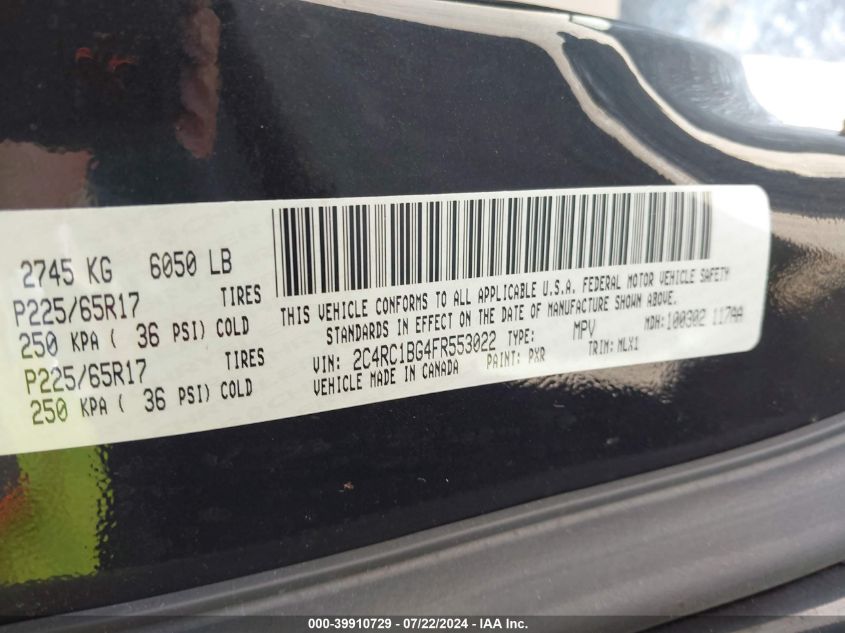 2745 KG 6050 LB
P225/65R17 TIRES
250 KPA ( 36 PSI) COLD
P225/65R17 TIRES
250 KPA ( 36 PSI) COLD
THIS VEHICLE CONFORMS TO ALL APPLICABLE U.S.A. FEDERAL MOTOR VEHICLE SAFETY
STANDARDS IN EFFECT ON THE DATE OF MANUFACTURE SHOWN ABOVE.
VIN: 2C4RC1BG4FR553022 TYPE: MPV MDH:100302 117AA
VEHICLE MADE IN CANADA PAINT: PXR TRIM: MLX1
000-39910729 - 07/22/2024 - IAA Inc.